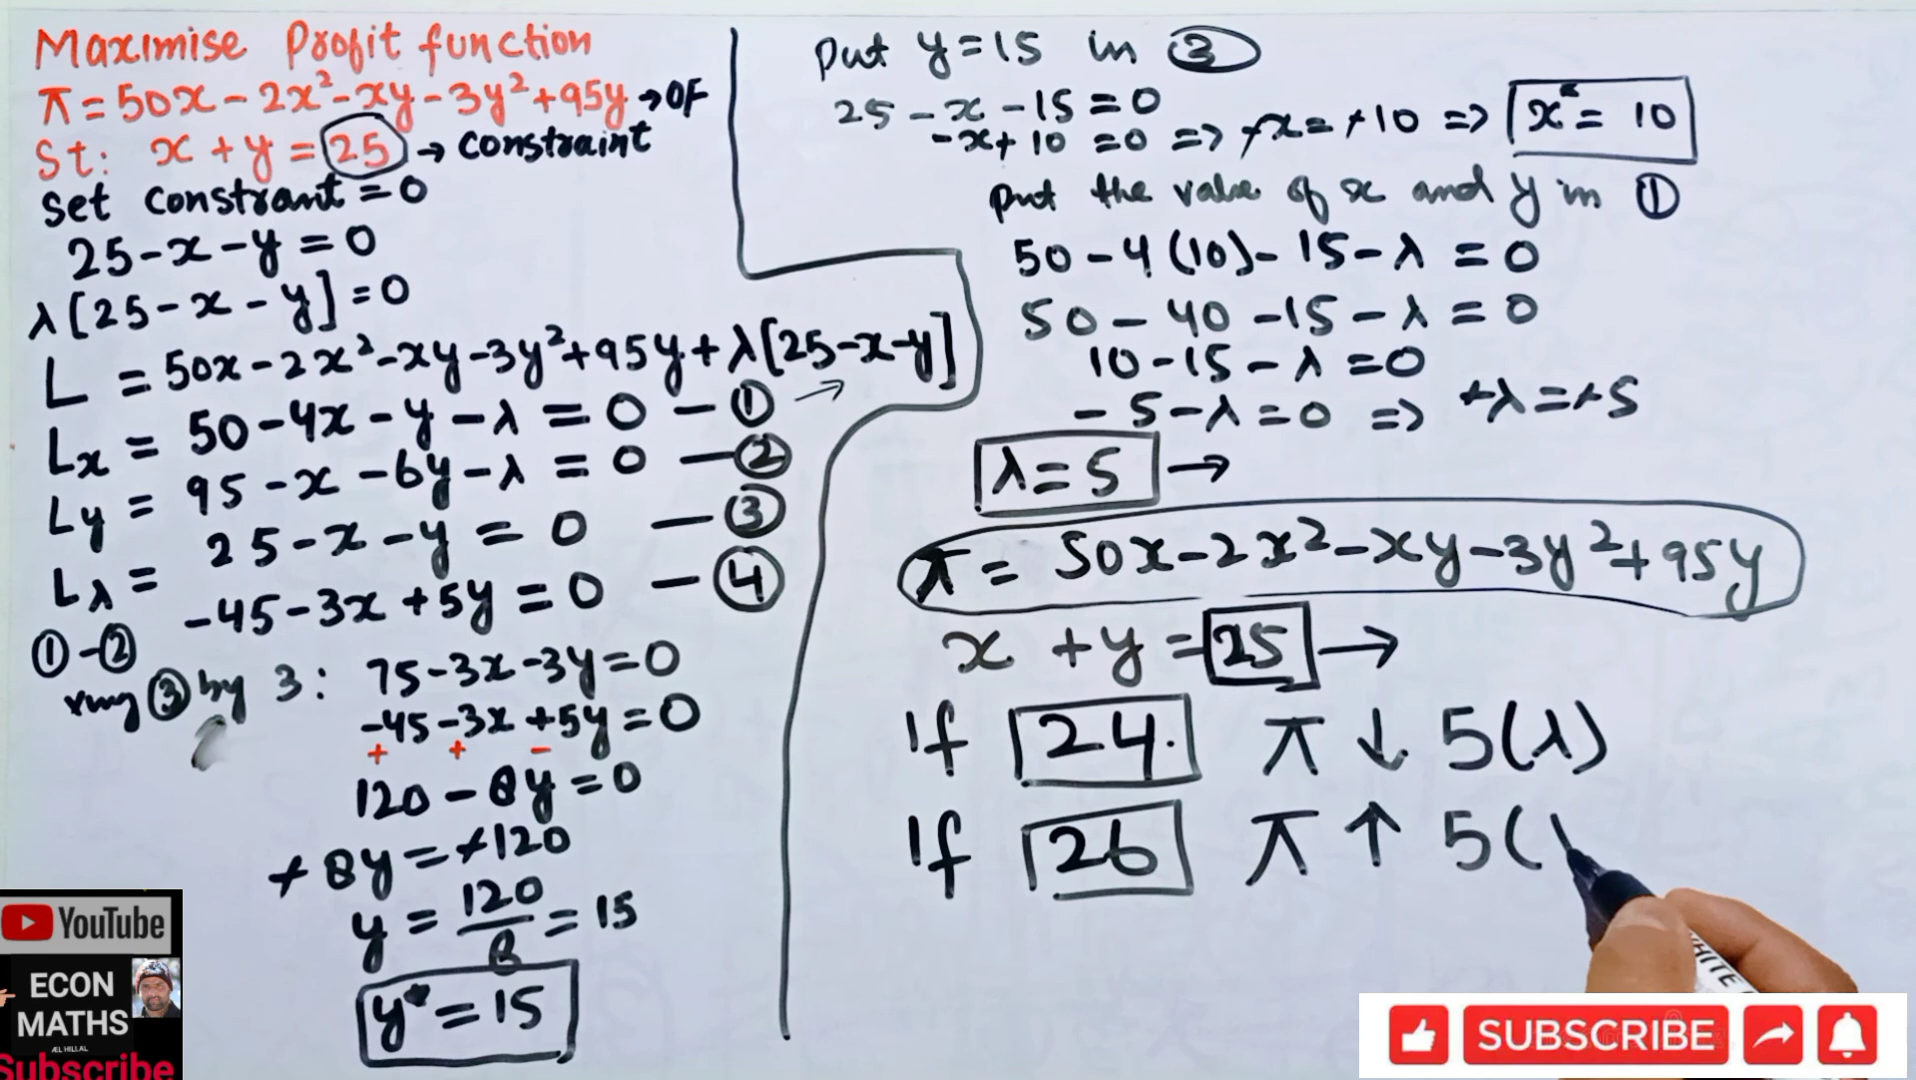 Maximise Profit function
π = 50x - 2x² - xy - 3y² + 95y → OF
St: x + y = 25 → constraint
Set constraint = 0
25 - x - y = 0
λ[25 - x - y] = 0
L = 50x - 2x² - xy - 3y² + 95y + λ[25 - x - y]
Lx = 50 - 4x - y - λ = 0 — ① →
Ly = 95 - x - 6y - λ = 0 — ②
Lλ = 25 - x - y = 0 — ③
① - ② -45 - 3x + 5y = 0 — ④
xing ③ by 3: 75 - 3x - 3y = 0
-45 - 3x + 5y = 0
+ + -
120 - 8y = 0
+ 8y = + 120
y = 120/8 = 15
y* = 15
Put y = 15 in ③
25 - x - 15 = 0
-x + 10 = 0 => +x = +10 => x* = 10
Put the value of x and y in ①
50 - 4(10) - 15 - λ = 0
50 - 40 - 15 - λ = 0
10 - 15 - λ = 0
- 5 - λ = 0 => +λ = +5
λ = 5 →
π = 50x - 2x² - xy - 3y² + 95y
x + y = 25 →
If 24. π ↓ 5(λ)
If 26 π ↑ 5(
WHITE
YouTube
ECON
MATHS
ÆL HILLAL
Subscribe
SUBSCRIBE